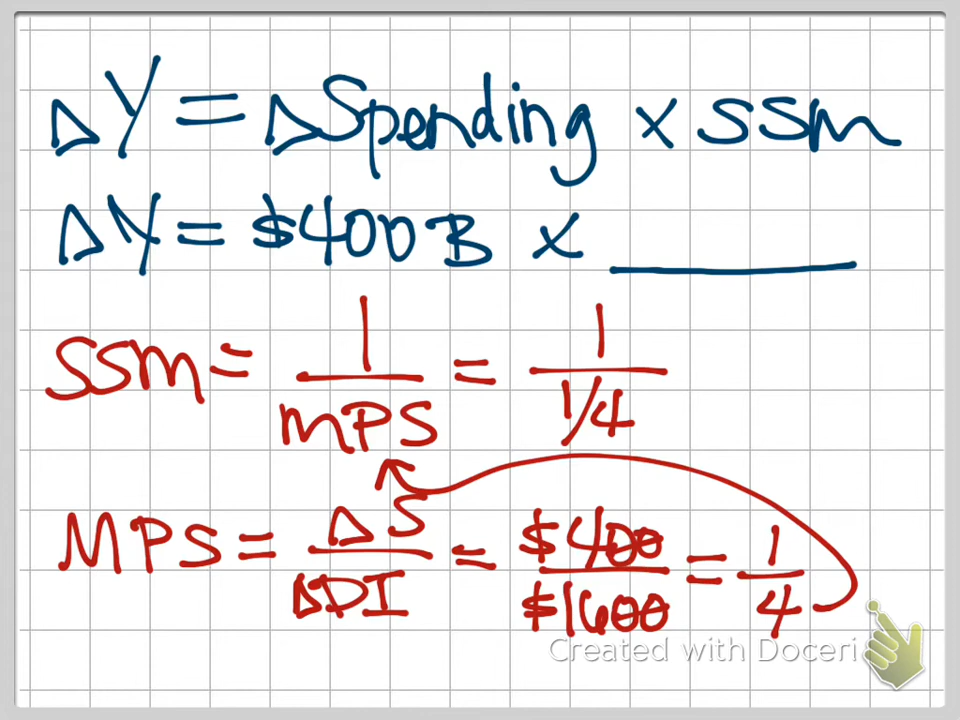 ΔY = ΔSpending x SSM
ΔY = $400B x ______
SSM = 1/MPS = 1/(1/4)
MPS = ΔS/ΔDI = $400/$1600 = 1/4
Created with Doceri